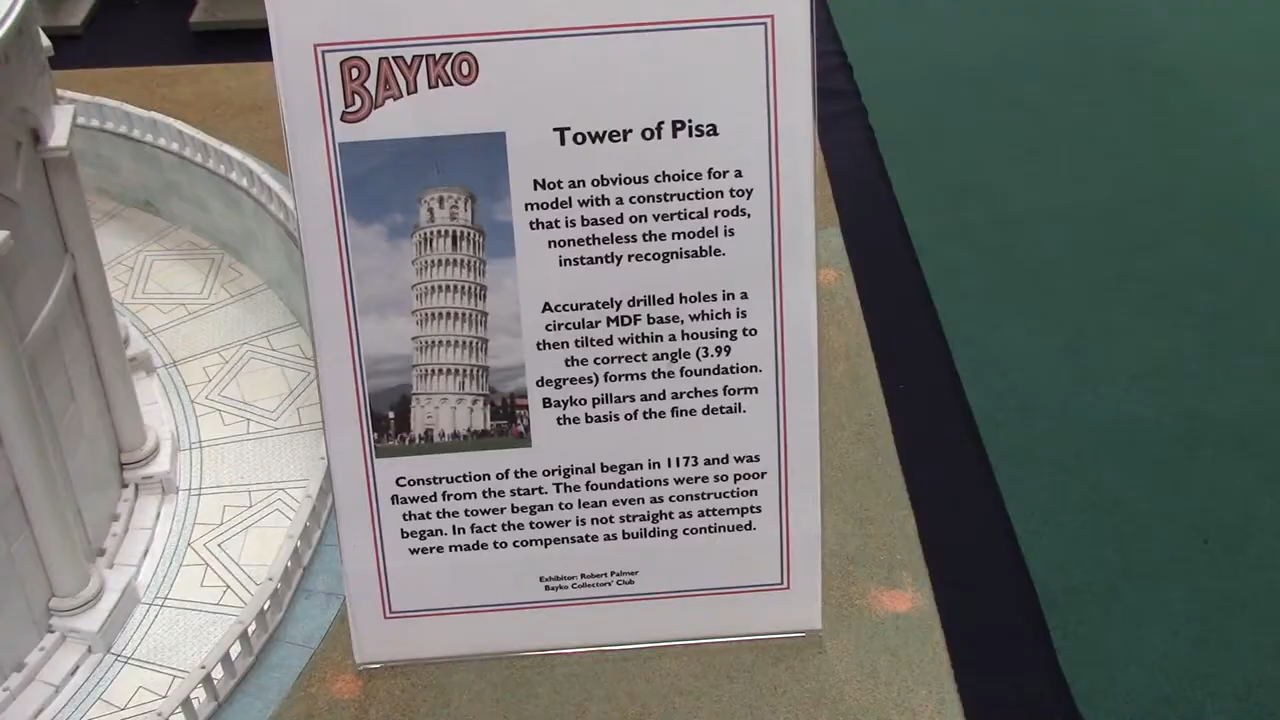 BAYKO
Tower of Pisa
Not an obvious choice for a
model with a construction toy
that is based on vertical rods,
nonetheless the model is
instantly recognisable.
Accurately drilled holes in a
circular MDF base, which is
then tilted within a housing to
the correct angle (3.99
degrees) forms the foundation.
Bayko pillars and arches form
the basis of the fine detail.
Construction of the original began in 1173 and was
flawed from the start. The foundations were so poor
that the tower began to lean even as construction
began. In fact the tower is not straight as attempts
were made to compensate as building continued.
Exhibitor: Robert Palmer
Bayko Collectors' Club